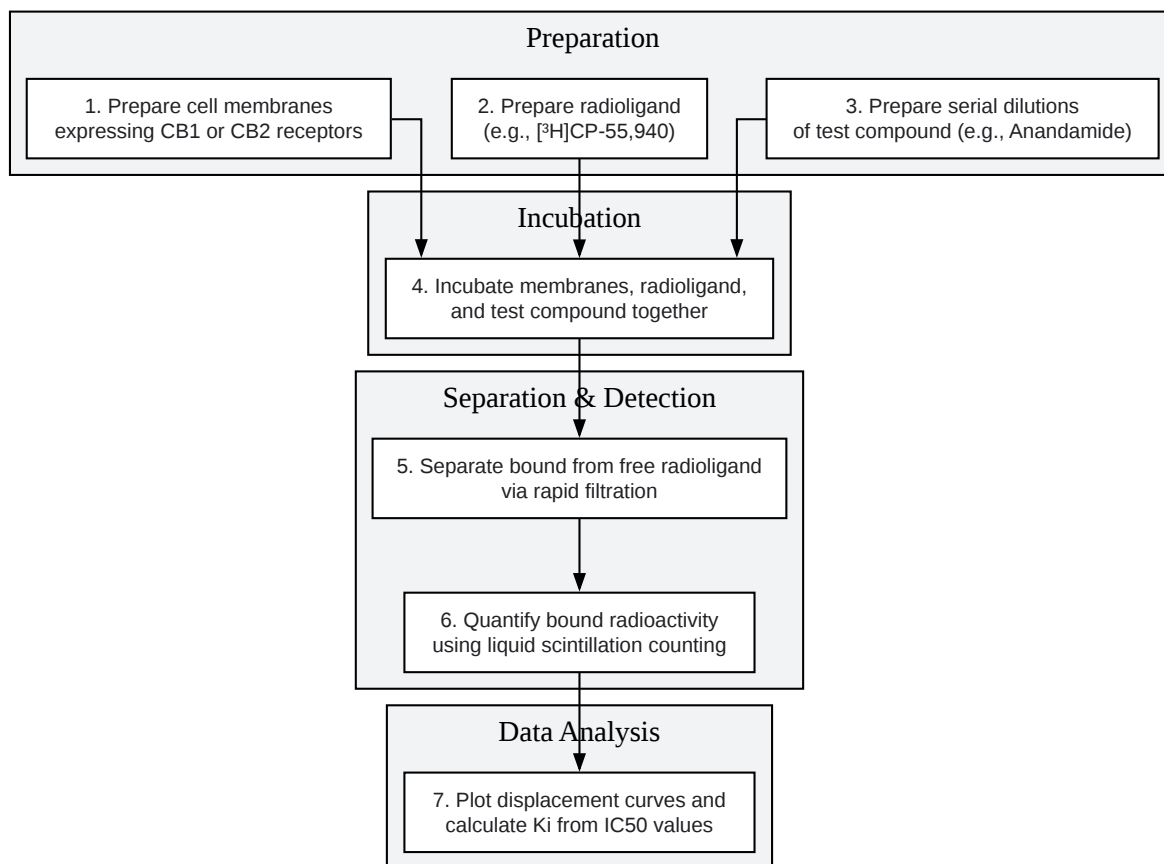 Preparation
1. Prepare cell membranes
expressing CB1 or CB2 receptors
2. Prepare radioligand
(e.g., [³H]CP-55,940)
3. Prepare serial dilutions
of test compound (e.g., Anandamide)
Incubation
4. Incubate membranes, radioligand,
and test compound together
Separation & Detection
5. Separate bound from free radioligand
via rapid filtration
6. Quantify bound radioactivity
using liquid scintillation counting
Data Analysis
7. Plot displacement curves and
calculate Ki from IC50 values